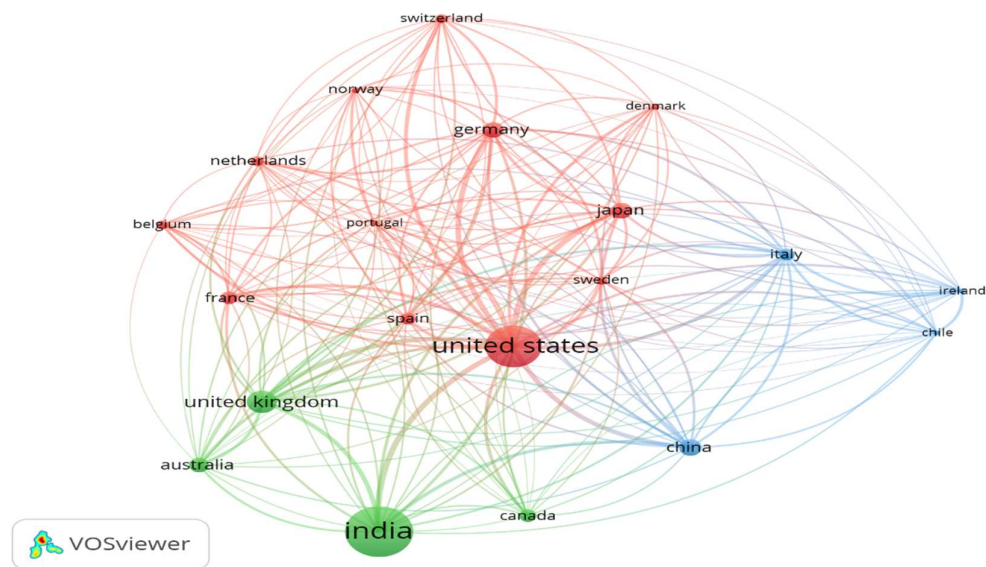 switzerland
norway
denmark
germany
netherlands
japan
belgium
portugal
italy
sweden
ireland
france
spain
chile
united states
united kingdom
china
australia
canada
india
VOSviewer